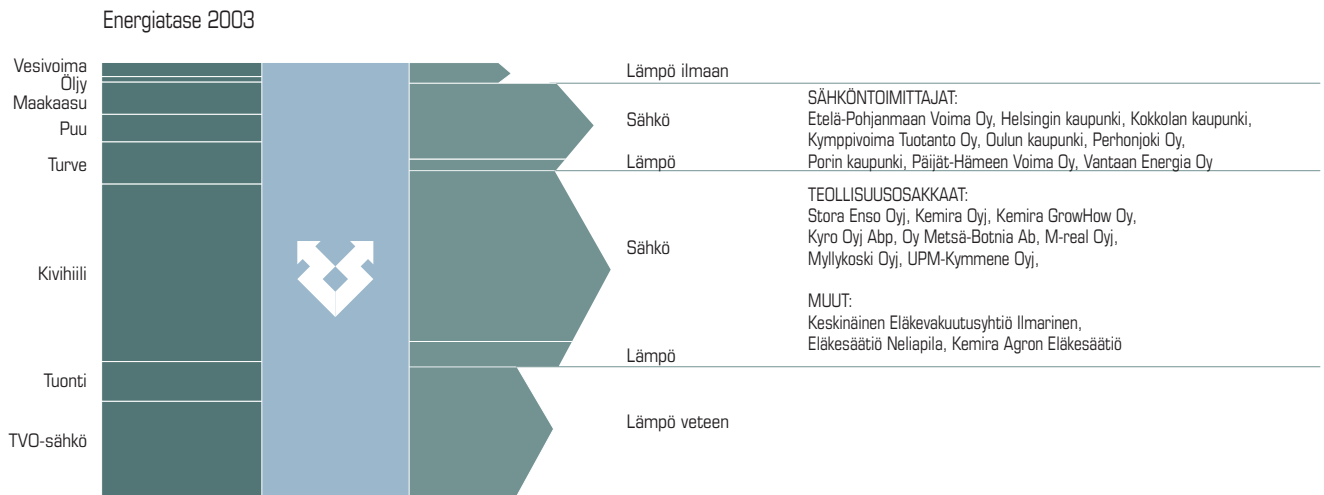 Energiatase 2003
Vesivoima
Öljy
Maakaasu
Puu
Turve
Kivihiili
Tuonti
TVO-sähkö
Lämpö ilmaan
Sähkö
Lämpö
Sähkö
Lämpö
Lämpö veteen
SÄHKÖNTOIMITTAJAT:
Etelä-Pohjanmaan Voima Oy, Helsingin kaupunki, Kokkolan kaupunki,
Kymppivoima Tuotanto Oy, Oulun kaupunki, Perhonjoki Oy,
Porin kaupunki, Päijät-Hämeen Voima Oy, Vantaan Energia Oy
TEOLLISUUSOSAKKAAT:
Stora Enso Oyj, Kemira Oyj, Kemira GrowHow Oy,
Kyro Oyj Abp, Oy Metsä-Botnia Ab, M-real Oyj,
Myllykoski Oyj, UPM-Kymmene Oyj,
MUUT:
Keskinäinen Eläkevakuutusyhtiö Ilmarinen,
Eläkesäätiö Neliapila, Kemira Agron Eläkesäätiö